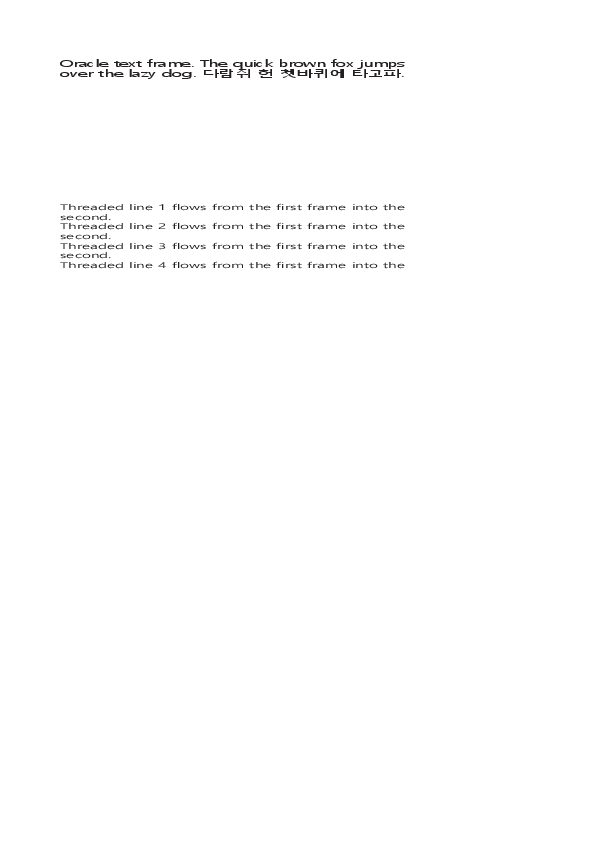 Oracle text frame. The quick brown fox jumps
over the lazy dog. 다람쥐 헌 쳇바퀴에 타고파.
Threaded line 1 flows from the first frame into the
second.
Threaded line 2 flows from the first frame into the
second.
Threaded line 3 flows from the first frame into the
second.
Threaded line 4 flows from the first frame into the